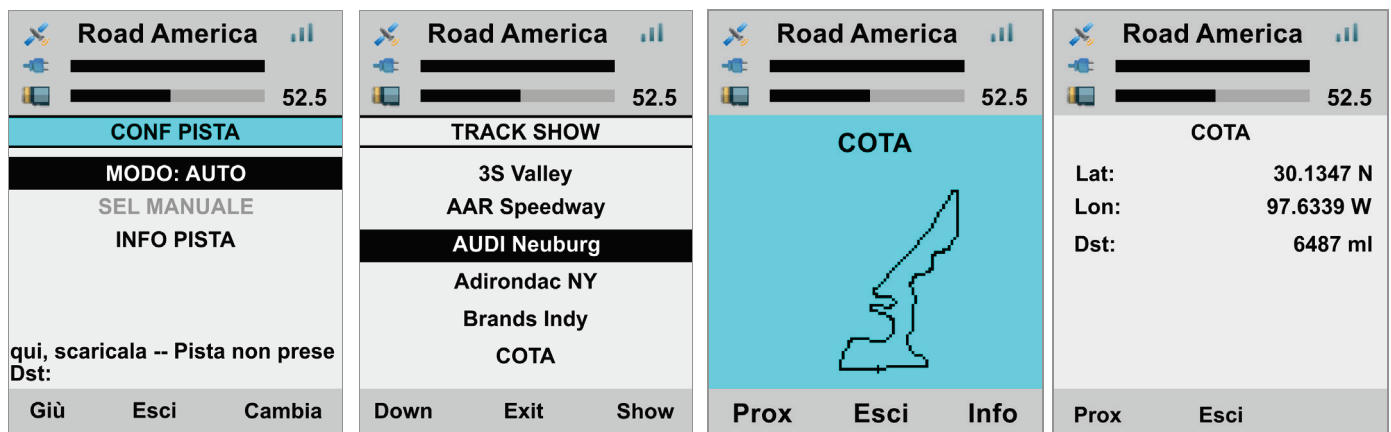 Road America
52.5
CONF PISTA
MODO: AUTO
SEL MANUALE
INFO PISTA
qui, scaricala -- Pista non prese
Dst:
Giù Esci Cambia
Road America
52.5
TRACK SHOW
3S Valley
AAR Speedway
AUDI Neuburg
Adirondac NY
Brands Indy
COTA
Down Exit Show
Road America
52.5
COTA
Prox Esci Info
Road America
52.5
COTA
Lat: 30.1347 N
Lon: 97.6339 W
Dst: 6487 ml
Prox Esci